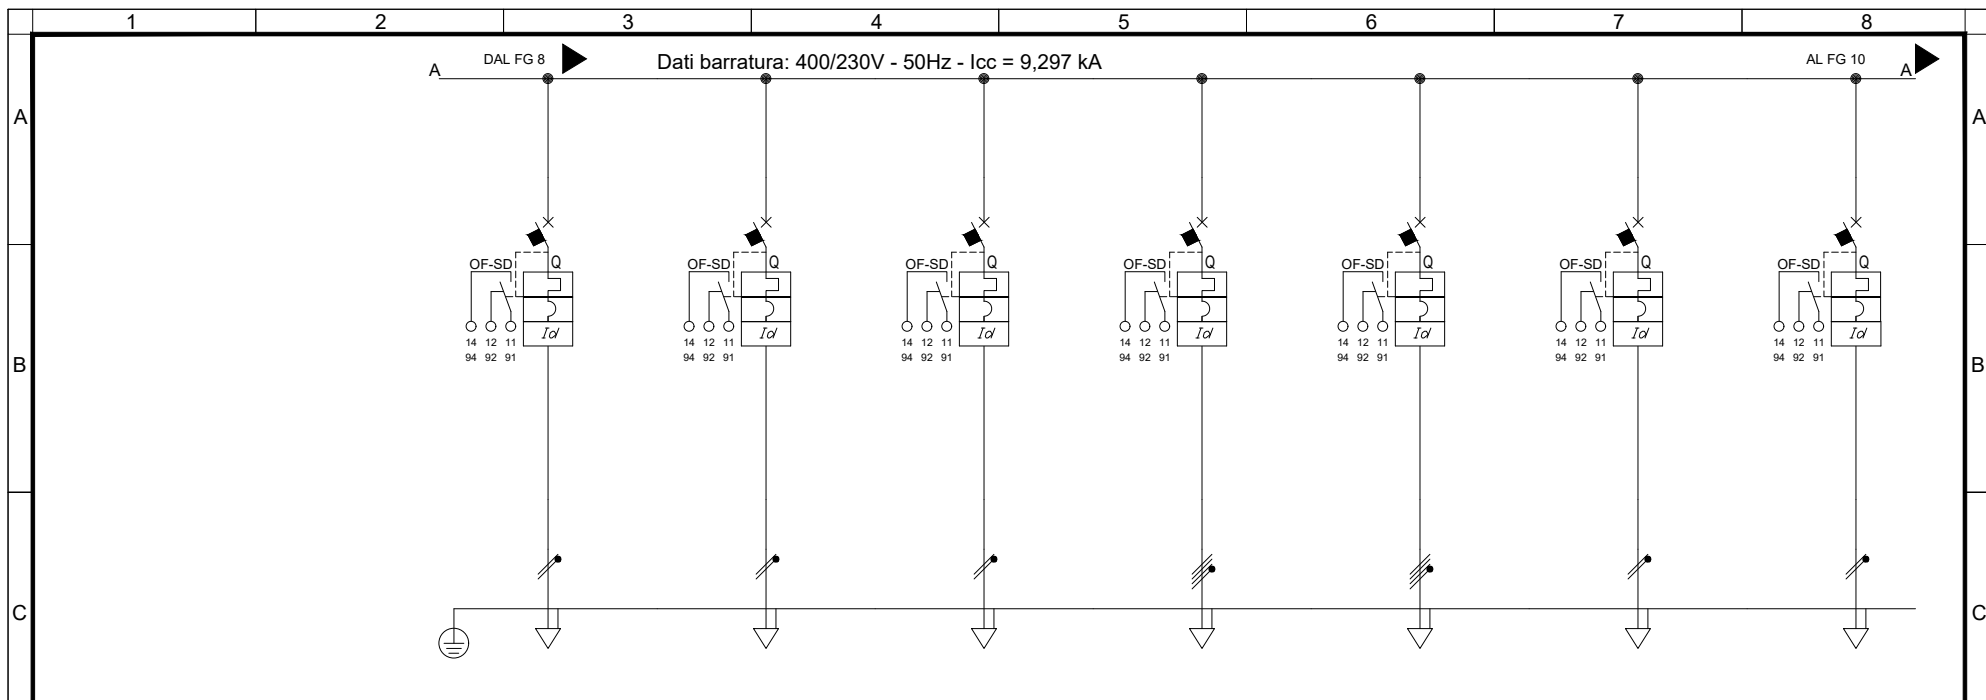 1 2 3 4 5 6 7 8
DAL FG 8 Dati barratura: 400/230V - 50Hz - Icc = 9,297 kA AL FG 10
A A
A A
OF-SD Q OF-SD Q OF-SD Q OF-SD Q OF-SD Q OF-SD Q OF-SD Q
Id Id Id Id Id Id Id
14 12 11 14 12 11 14 12 11 14 12 11 14 12 11 14 12 11 14 12 11
94 92 91 94 92 91 94 92 91 94 92 91 94 92 91 94 92 91 94 92 91
B B
C C